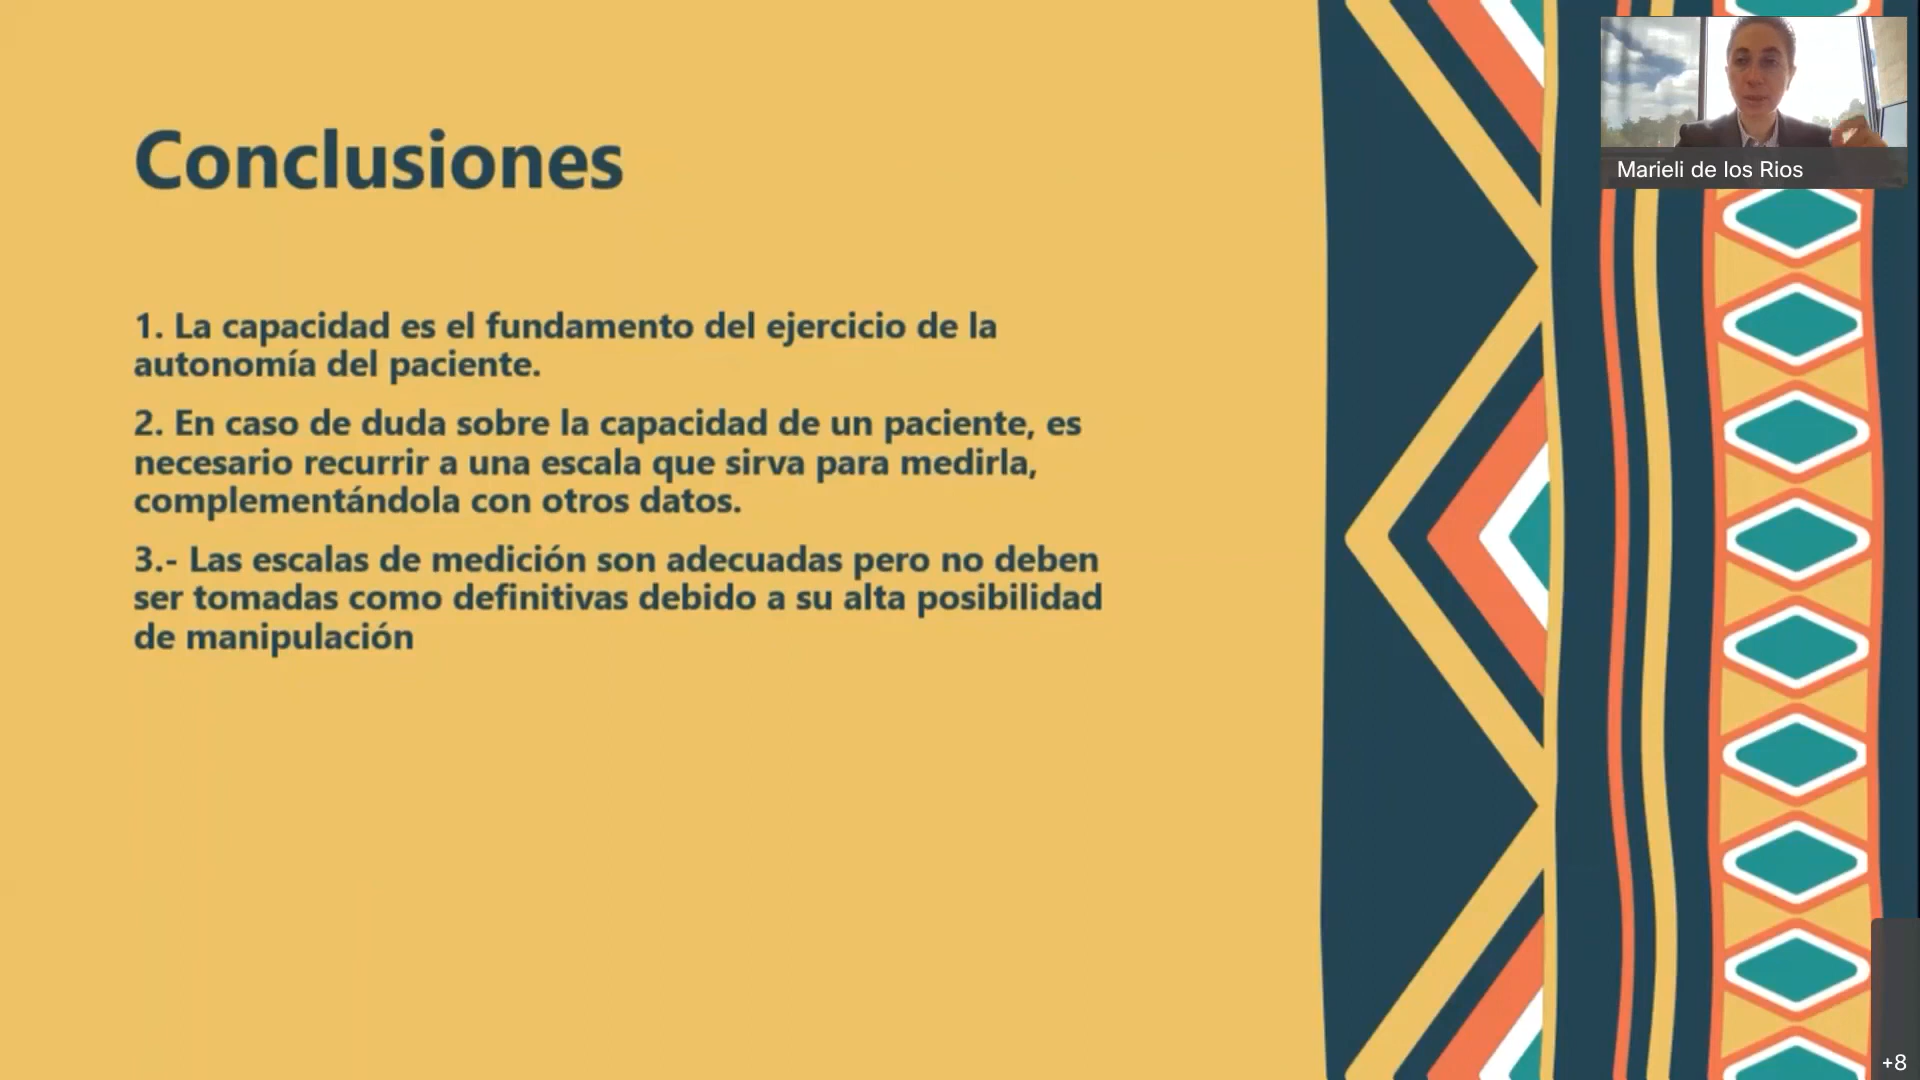 Conclusiones
1. La capacidad es el fundamento del ejercicio de la
autonomía del paciente.
2. En caso de duda sobre la capacidad de un paciente, es
necesario recurrir a una escala que sirva para medirla,
complementándola con otros datos.
3.- Las escalas de medición son adecuadas pero no deben
ser tomadas como definitivas debido a su alta posibilidad
de manipulación
Marieli de los Rios
+8